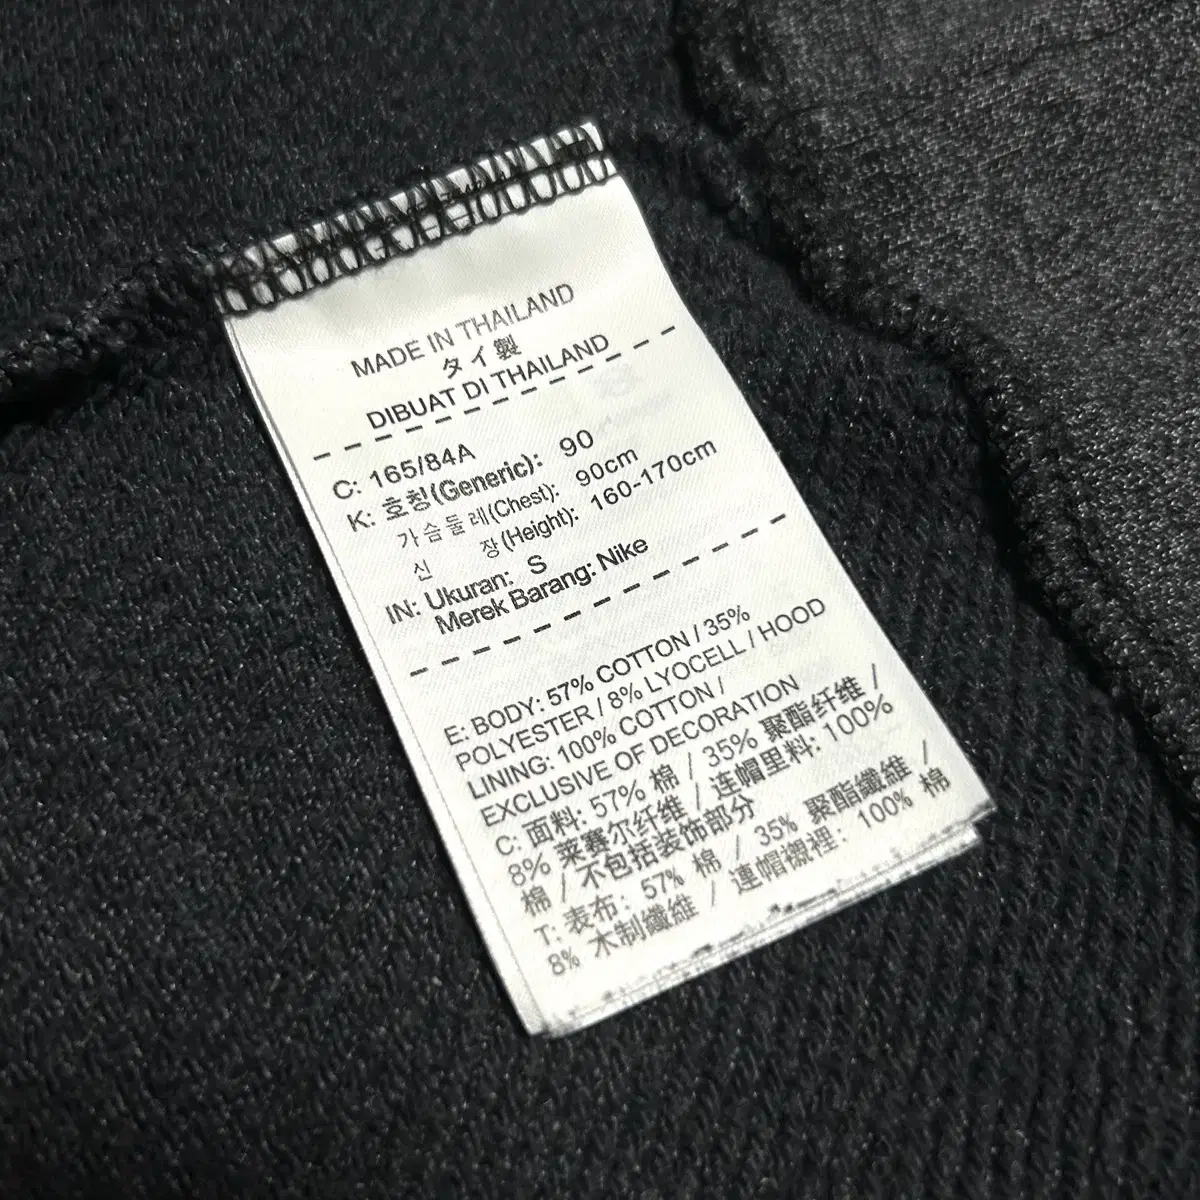 MADE IN THAILAND
タイ製
DIBUAT DI THAILAND
C: 165/84A
K: 호칭(Generic): 90
가슴둘레(Chest): 90cm
신 장(Height): 160-170cm
IN: Ukuran: S
Merek Barang: Nike
E: BODY: 57% COTTON / 35%
POLYESTER / 8% LYOCELL / HOOD
LINING: 100% COTTON /
EXCLUSIVE OF DECORATION
C: 面料: 57% 棉 / 35% 聚酯纤维 /
8% 莱赛尔纤维 / 连帽里料: 100%
棉 / 不包括装饰部分
T: 表布: 57% 棉 / 35% 聚酯纖維 /
8% 木制纖維 / 連帽襯裡: 100% 棉